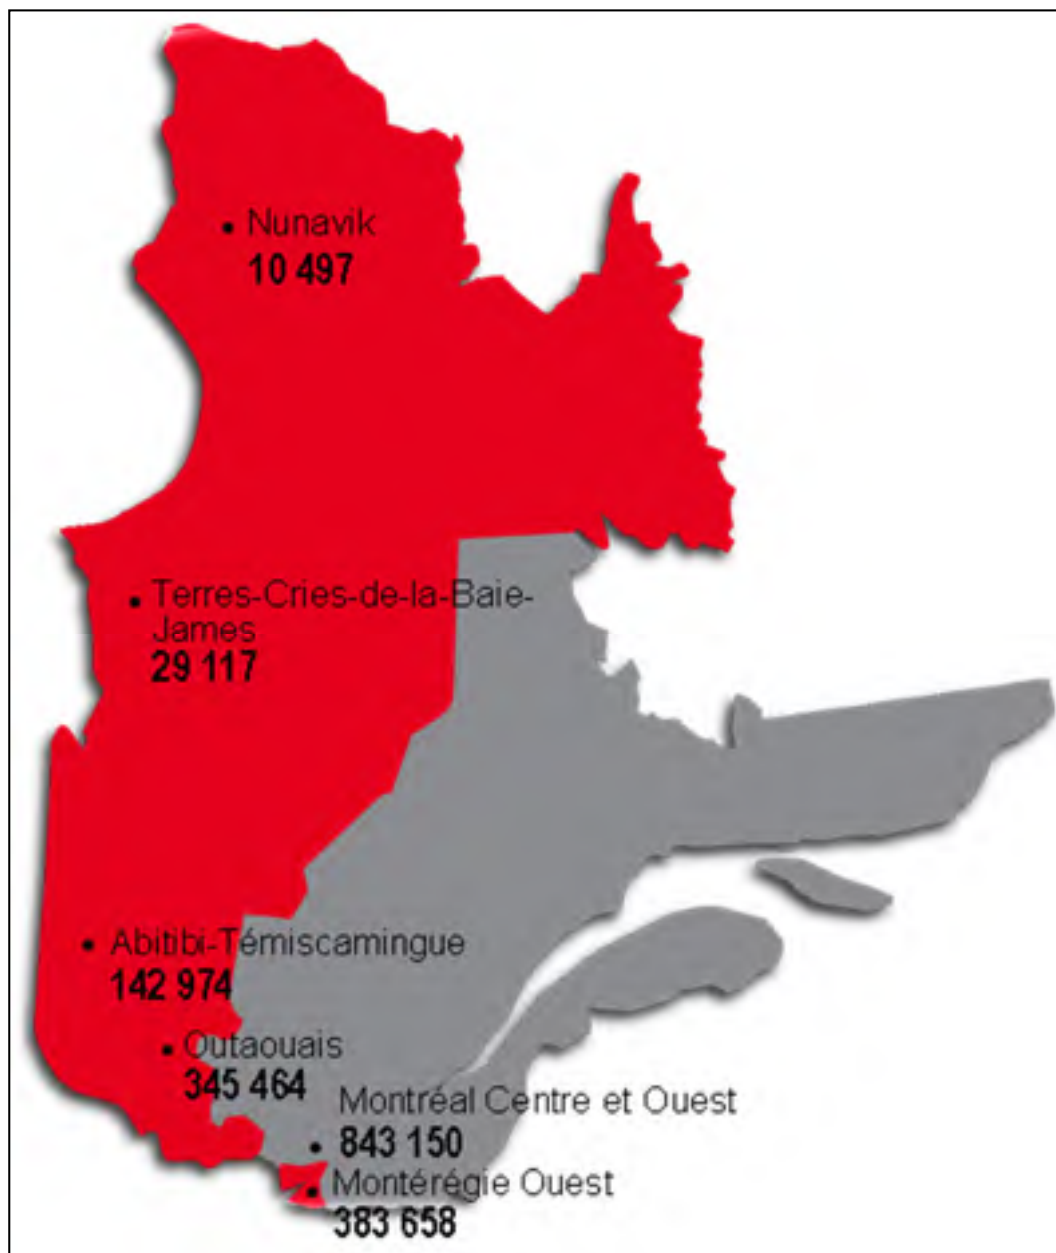 Nunavik
10 497
Terres-Cries-de-la-Baie-
James
29 117
Abitibi-Témiscamingue
142 974
Outaouais
345 464
Montréal Centre et Ouest
843 150
Montérégie Ouest
383 658